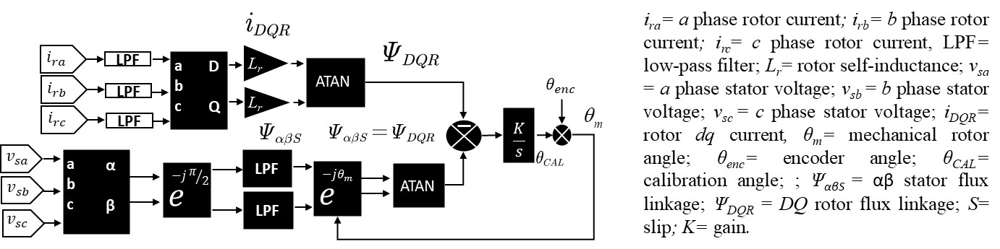 i_DQR
i_ra LPF
i_rb LPF
i_rc LPF
a D
b
c Q
L_r
L_r
ATAN
Ψ_DQR
Ψ_αβS
Ψ_αβS = Ψ_DQR
v_sa
v_sb
v_sc
a α
b
c β
e^-jπ/2
LPF
LPF
e^-jθ_m
ATAN
−
K
s
θ_CAL
θ_enc
θ_m
i_ra= a phase rotor current; i_rb= b phase rotor
current; i_rc= c phase rotor current, LPF=
low-pass filter; L_r= rotor self-inductance; v_sa
= a phase stator voltage; v_sb = b phase stator
voltage; v_sc = c phase stator voltage; i_DQR=
rotor dq current, θ_m= mechanical rotor
angle; θ_enc= encoder angle; θ_CAL=
calibration angle; ; Ψ_αβS = αβ stator flux
linkage; Ψ_DQR = DQ rotor flux linkage; S=
slip; K= gain.